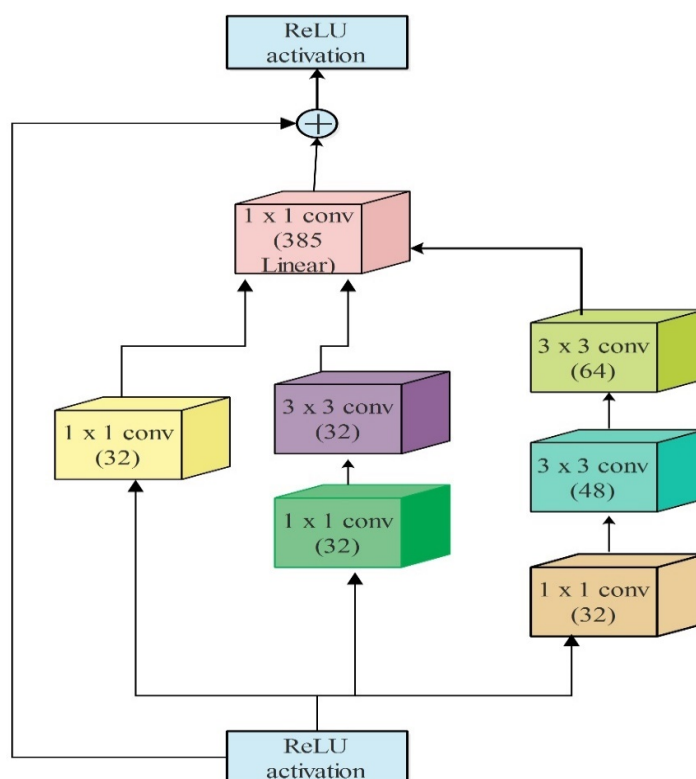 ReLU
activation
+
1 x 1 conv
(385
Linear)
3 x 3 conv
(64)
1 x 1 conv
(32)
3 x 3 conv
(32)
3 x 3 conv
(48)
1 x 1 conv
(32)
1 x 1 conv
(32)
ReLU
activation